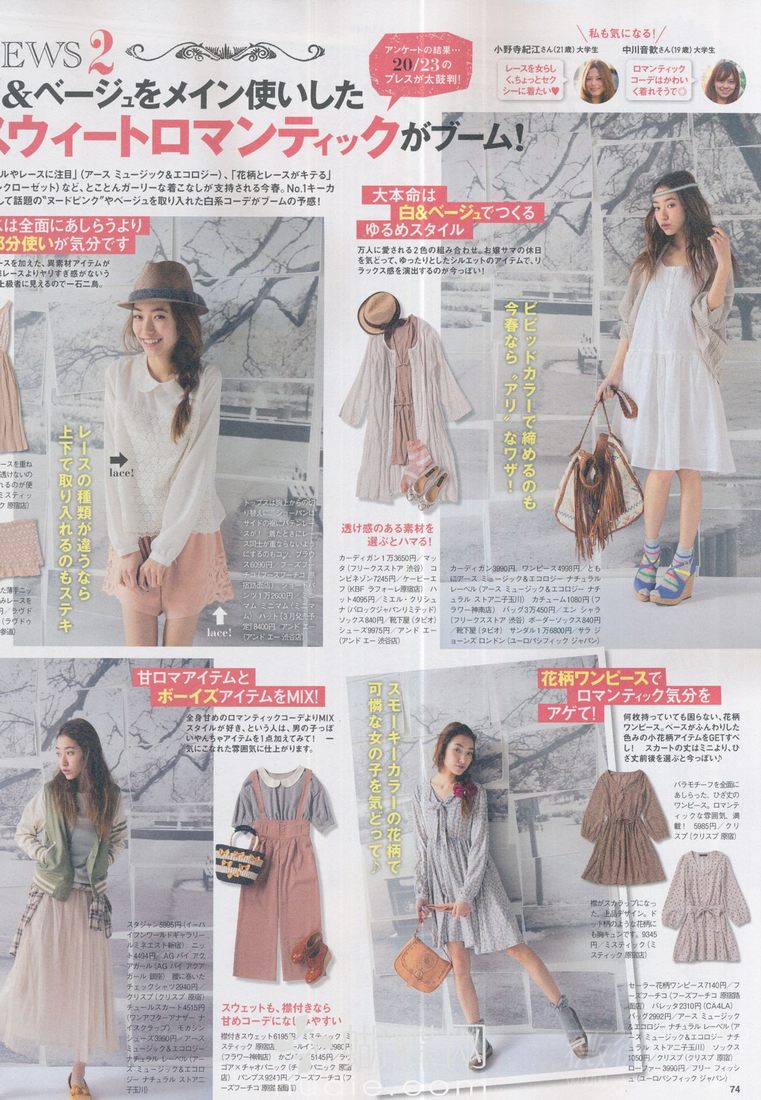 NEWS 2
&ベージュをメイン使いした
スウィートロマンティックがブーム!
アンケートの結果…
20/23の
プレスが太鼓判!
私も気になる!
小野寺紀江さん(21歳)大学生
レースを女らし
く、ちょっとセク
シーに着たい♥
中川音歌さん(19歳)大学生
ロマンティック
コーデはかわい
く着れそうで◎
ルやレースに注目」(アース ミュージック&エコロジー)、「花柄とレースがキテる」
クローゼット)など、とことんガーリーな着こなしが支持される今春。No.1キーカ
して話題の“ヌードピンク”やベージュを取り入れた白系コーデがブームの予感!
スは全面にあしらうより
部分使いが気分です
ースを加えた、異素材アイテムが
レースよりヤリすぎ感がない
上級者に見えるので一石二鳥。
レースの種類が違うなら
上下で取り入れるのもステキ
lace!
lace!
大本命は
白&ベージュでつくる
ゆるめスタイル
万人に愛される2色の組み合わせ。お嬢サマの休日
を気どって、ゆったりとしたシルエットのアイテムで、リ
ラックス感を演出するのが今っぽい!
ビビッドカラーで締めるのも
今春なら〝アリ〟なワザ!
透け感のある素材を
選ぶとハマる!
カーディガン1万3650円/マッ
タ(フリークスストア 渋谷) コ
ンビネゾン7245円/ケービーエ
フ(KBF ラフォーレ原宿店) ハ
ット4095円/ミエル・クリシュ
ナ(バロックジャパンリミテッド)
ソックス840円/靴下屋(タビオ)
シューズ9975円/アンド エー
(アンド エー 渋谷店)
カーディガン3990円、ワンピース4998円/とも
にアース ミュージック&エコロジー ナチュラル
レーベル(アース ミュージック&エコロジー ナ
チュラル ストア二子玉川) カチューム1080円(フ
ラワー神南店) バッグ3万450円/エン シャラ
(フリークスストア 渋谷) ボーダーソックス840円
/靴下屋(タビオ) サンダル1万6800円/サラ ジ
ョーンズ ロンドン(ユーロパシフィック ジャパン)
甘ロマアイテムと
ボーイズアイテムをMIX!
全身甘めのロマンティックコーデよりMIX
スタイルが好き、という人は、男の子っぽ
いやんちゃアイテムを1点加えてみて! 一
気にこなれた雰囲気に仕上がります。
スタジャン5985円(イーハ
イフンワールドギャラリー
ルミネエスト新宿) ニッ
ト4494円/AG バイ アク
アガール(AG バイ アクア
ガール 銀座) 腰に巻いた
チェックシャツ2940円/
クリスプ(クリスプ 原宿)
チュールスカート4515円
(ワンアフターアナザー ナ
イスクラップ) モカシン
シューズ3990円/アー
ス ミュージック&エコロジー
ナチュラル レーベル(アー
ス ミュージック&エコロジ
ー ナチュラル ストア二
子玉川)
スウェットも、襟付きなら
甘めコーデになじみやすい
花柄ワンピースで
ロマンティック気分を
アゲて!
何枚持っていても困らない、花柄
ワンピース。ベースがふんわりした
色みの小花柄アイテムをGETすべ
し! スカートの丈はミニより、ひ
ざ丈前後を選ぶと今っぽい♪
スモーキーカラーの花柄で
可憐な女の子を気どって♪
バラモチーフを全面に
あしらった、ひざ丈の
ワンピース。ロマンテ
ィックな雰囲気、満
載! 5985円/クリ
スプ(クリスプ 原宿)
襟がスカラップになっ
た、上品デザイン。ド
ット柄のような花柄に
も胸キュンです。9345
円/ミスティック(ミ
スティック 原宿店)
セーラー花柄ワンピース7140円/フ
ーズフーチコ(フーズフーチコ 原宿路
面店) バレッタ2310円(CA4LA)
バッグ2992円/アース ミュージック
&エコロジー ナチュラル レーベル(ア
ース ミュージック&エコロジー ナチ
ュラル ストア二子玉川) ソックス
1050円/クリスプ(クリスプ 原宿)
ローファー3990円/フリー フィッシ
ュ(ユーロパシフィック ジャパン)
74